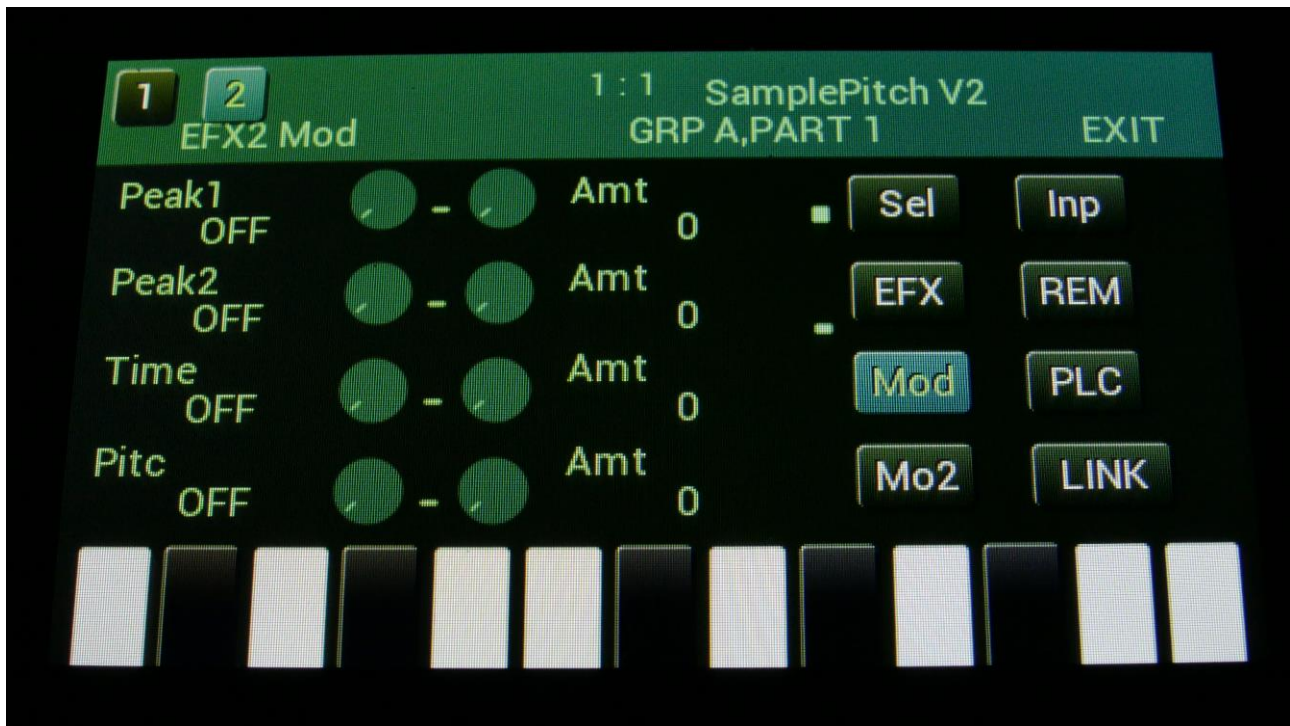 1 2 1 : 1 SamplePitch V2
EFX2 Mod GRP A,PART 1 EXIT
Peak1 - Amt Sel Inp
OFF 0
Peak2 - Amt EFX REM
OFF 0 -
Time - Amt Mod PLC
OFF 0
Pitc - Amt Mo2 LINK
OFF 0